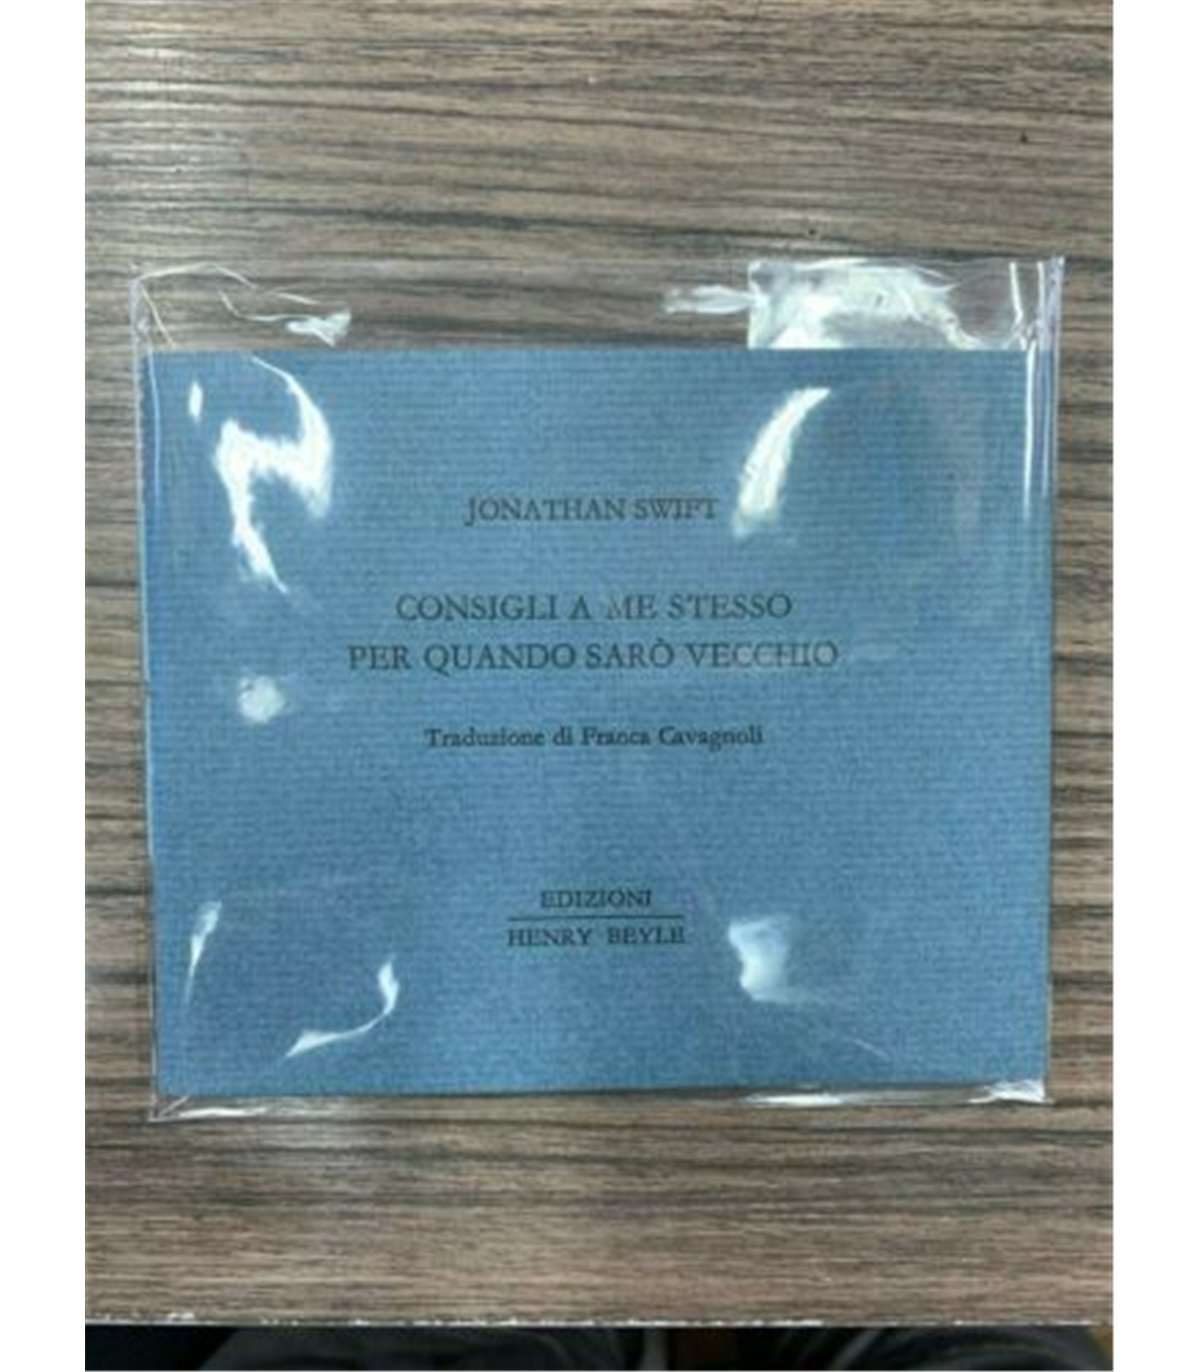 JONATHAN SWIFT
CONSIGLI A ME STESSO
PER QUANDO SARÒ VECCHIO
Traduzione di Franca Cavagnoli
EDIZIONI
HENRY BEYLE